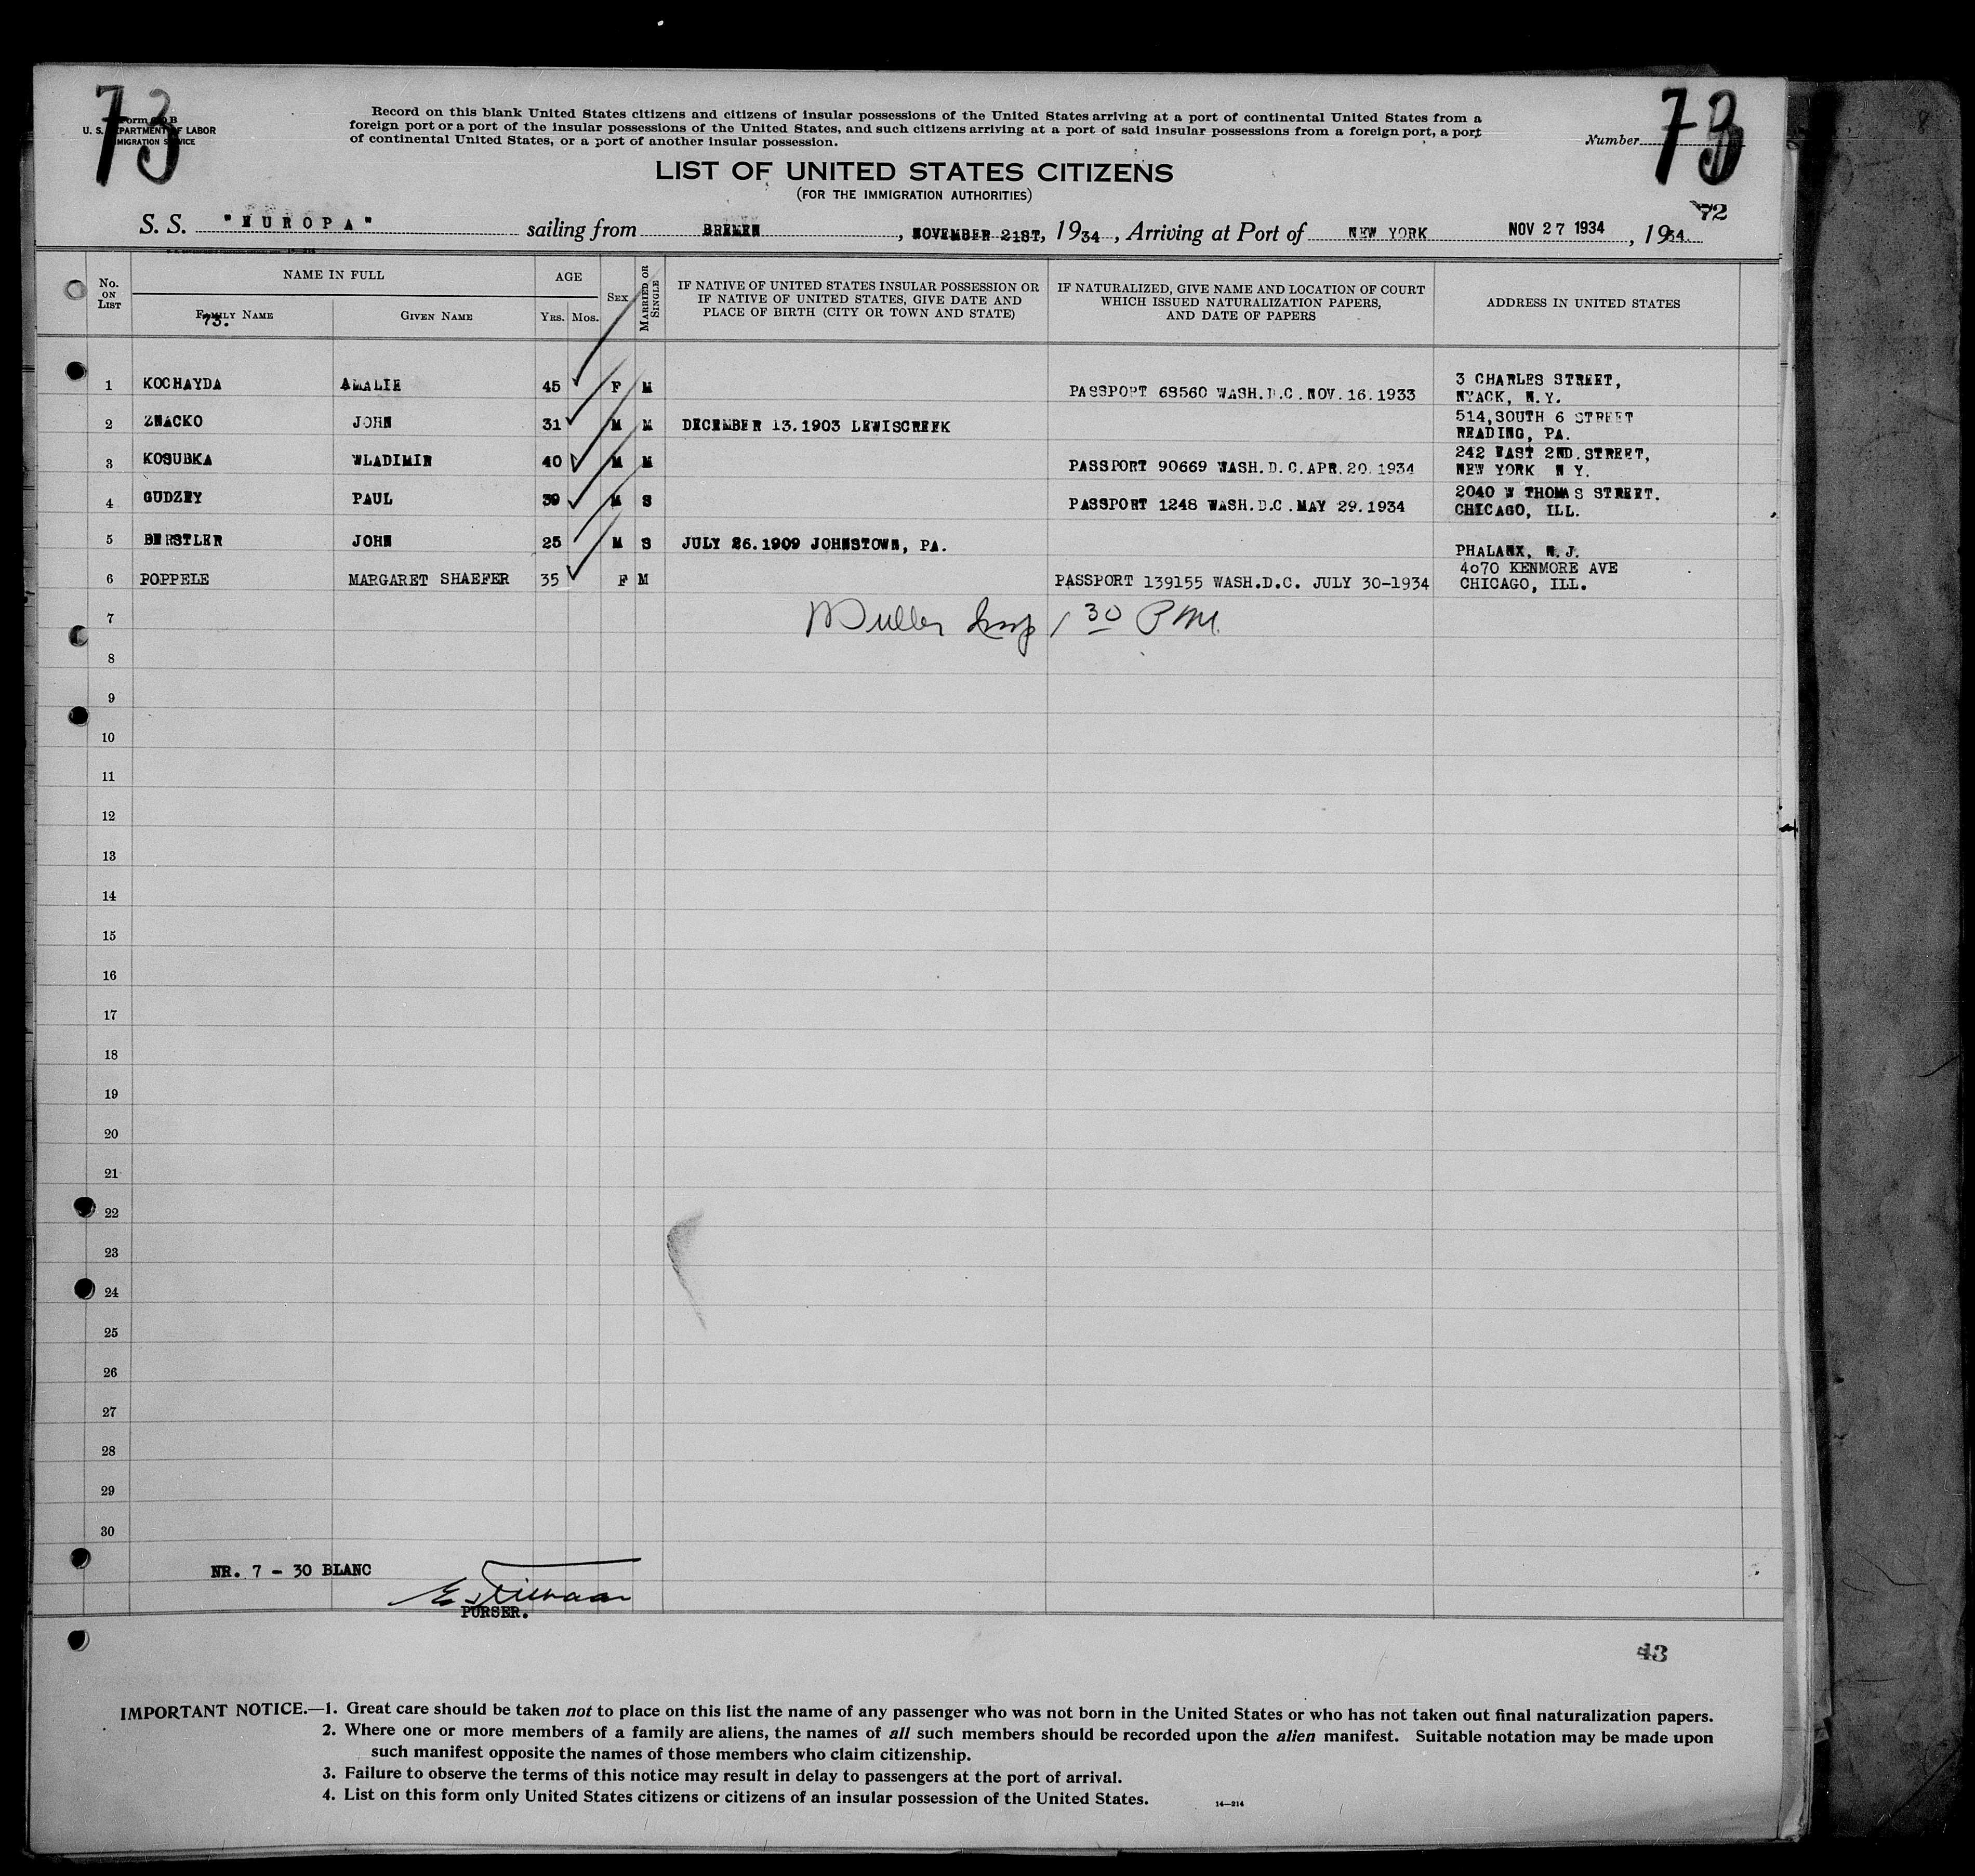 73
73
Record on this blank United States citizens and citizens of insular possessions of the United States arriving at a port of continental United States from a
foreign port or a port of the insular possessions of the United States, and such citizens arriving at a port of said insular possessions from a foreign port, a port
of continental United States, or a port of another insular possession.
U. S. DEPARTMENT OF LABOR
IMMIGRATION SERVICE
Number
LIST OF UNITED STATES CITIZENS
(FOR THE IMMIGRATION AUTHORITIES)
72
S. S. "EUROPA" sailing from BREMEN, NOVEMBER 21ST, 1934, Arriving at Port of NEW YORK NOV 27 1934, 1934.
No. ON LIST
NAME IN FULL
AGE
SEX
MARRIED OR SINGLE
IF NATIVE OF UNITED STATES INSULAR POSSESSION OR
IF NATIVE OF UNITED STATES, GIVE DATE AND
PLACE OF BIRTH (CITY OR TOWN AND STATE)
IF NATURALIZED, GIVE NAME AND LOCATION OF COURT
WHICH ISSUED NATURALIZATION PAPERS,
AND DATE OF PAPERS
ADDRESS IN UNITED STATES
FAMILY NAME
73.
GIVEN NAME
YRS. MOS.
1 KOCHAYDA AMALIE 45 F M PASSPORT 68560 WASH.D.C.NOV.16.1933 3 CHARLES STREET,
NYACK, N.Y.
2 ZNACKO JOHN 31 M M DECEMBER 13.1903 LEWISCREEK 514,SOUTH 6 STREET
READING, PA.
3 KOSUBKA WLADIMIR 40 M M PASSPORT 90669 WASH.D.C.APR.20.1934 242 EAST 2ND.STREET,
NEW YORK N.Y.
4 GUDZEY PAUL 39 M S PASSPORT 1248 WASH.D.C.MAY 29.1934 2040 W THOMAS STREET.
CHICAGO, ILL.
5 BERSTLER JOHN 25 M S JULY 26.1909 JOHNSTOWN, PA. PHALANX, N.J.
6 POPPELE MARGARET SHAEFER 35 F M PASSPORT 139155 WASH.D.C. JULY 30-1934 4070 KENMORE AVE
CHICAGO, ILL.
7 Muller Insp 1 30 P.M.
8
9
10
11
12
13
14
15
16
17
18
19
20
21
22
23
24
25
26
27
28
29
30
NR. 7 - 30 BLANC
PURSER.
43
IMPORTANT NOTICE.—1. Great care should be taken not to place on this list the name of any passenger who was not born in the United States or who has not taken out final naturalization papers.
2. Where one or more members of a family are aliens, the names of all such members should be recorded upon the alien manifest. Suitable notation may be made upon
such manifest opposite the names of those members who claim citizenship.
3. Failure to observe the terms of this notice may result in delay to passengers at the port of arrival.
4. List on this form only United States citizens or citizens of an insular possession of the United States.
14—214